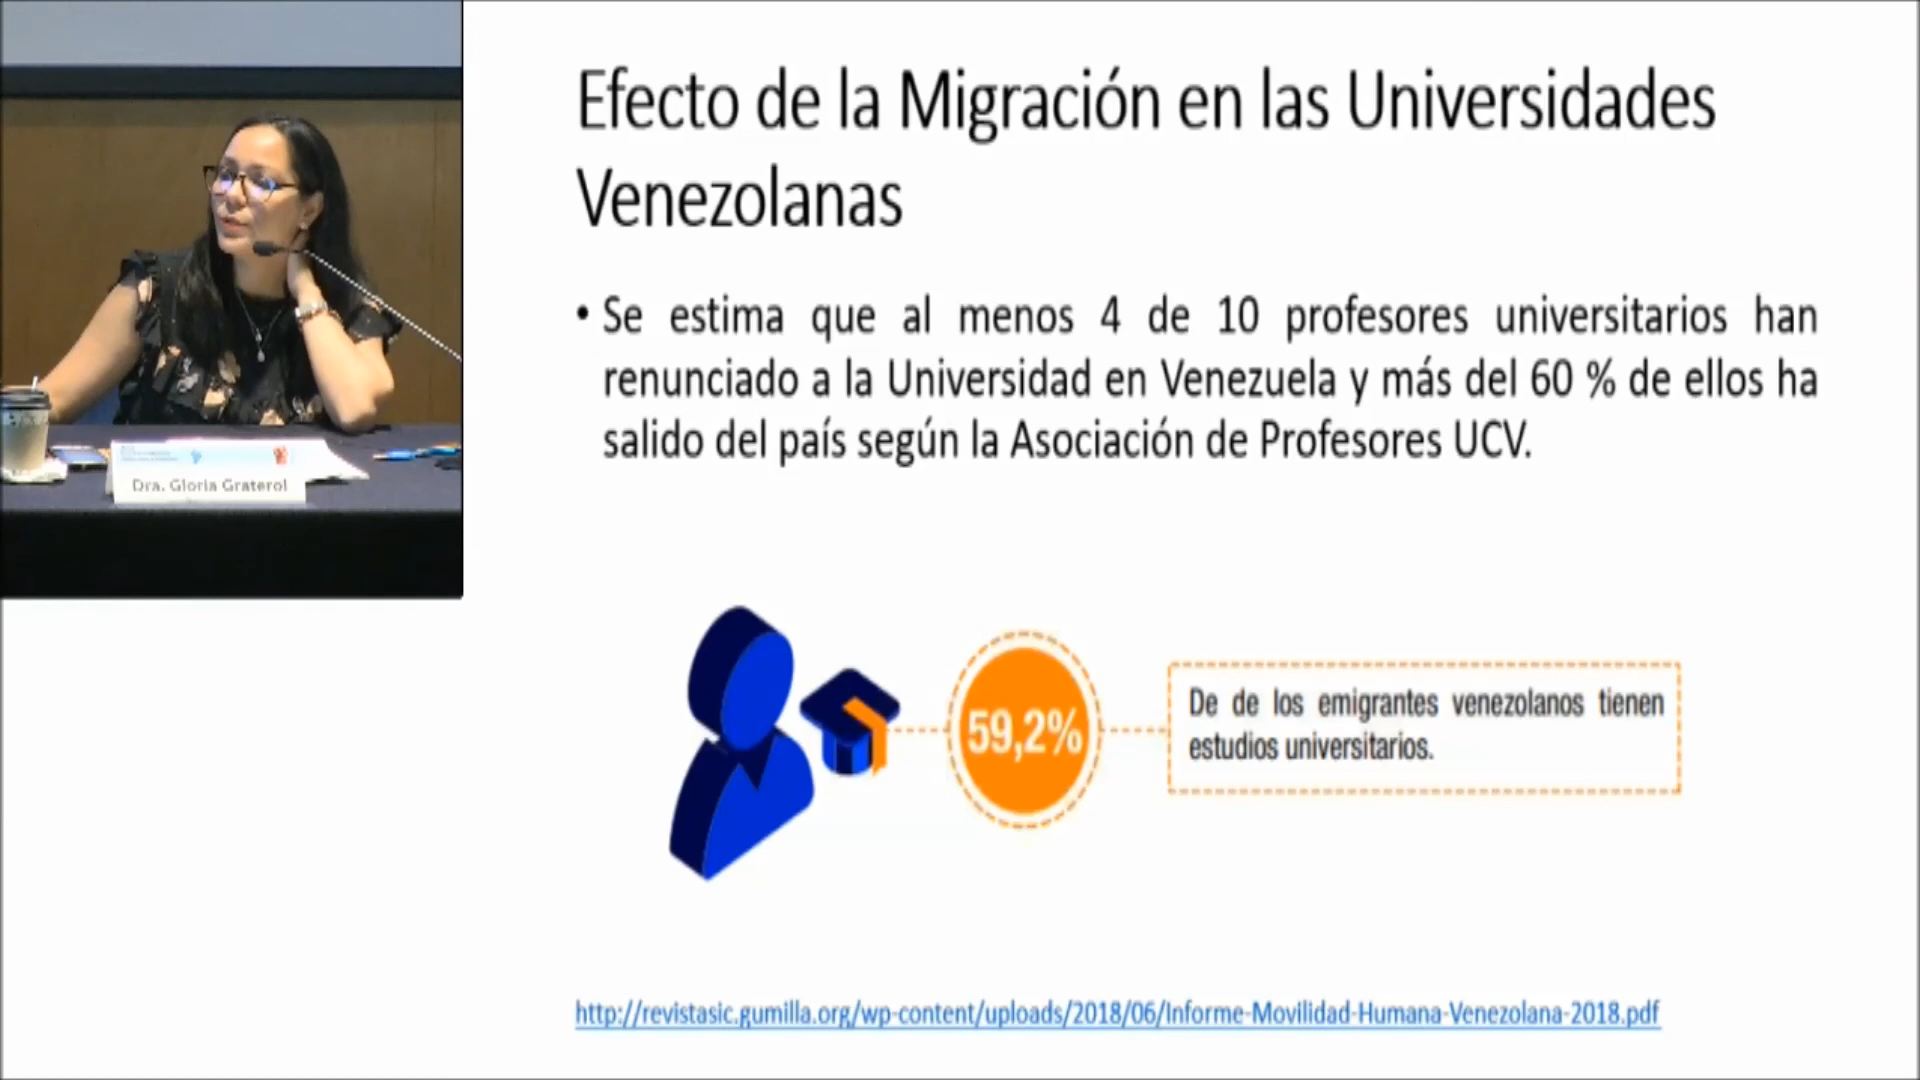 Efecto de la Migración en las Universidades
Venezolanas
• Se estima que al menos 4 de 10 profesores universitarios han
renunciado a la Universidad en Venezuela y más del 60 % de ellos ha
salido del país según la Asociación de Profesores UCV.
Dra. Gloria Graterol
59,2%
De de los emigrantes venezolanos tienen
estudios universitarios.
http://revistasic.gumilla.org/wp-content/uploads/2018/06/Informe-Movilidad-Humana-Venezolana-2018.pdf